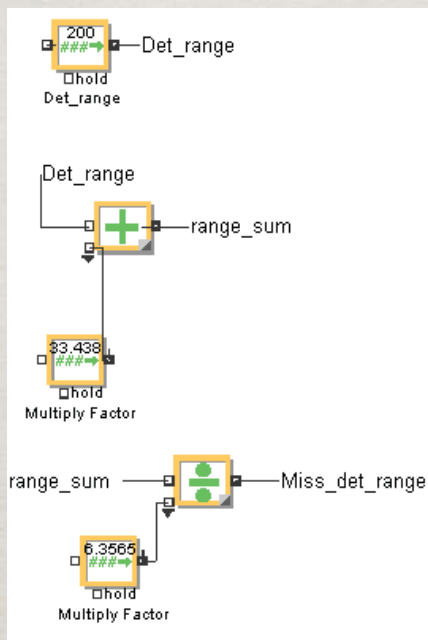 200
###
Det_range
hold
Det_range
Det_range
range_sum
33.438
###
hold
Multiply Factor
range_sum
Miss_det_range
6.3565
###
hold
Multiply Factor